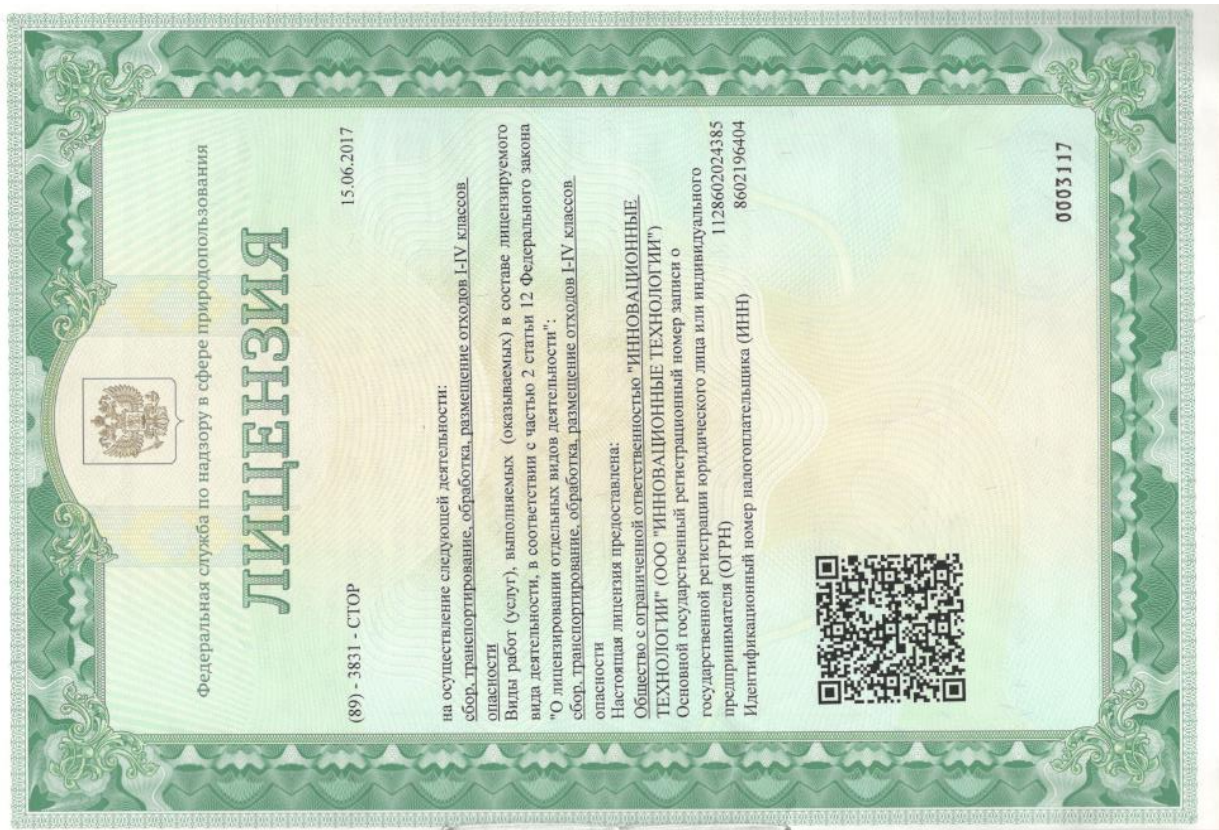 Федеральная служба по надзору в сфере природопользования
ЛИЦЕНЗИЯ
(89) - 3831 - СТОР 15.06.2017
на осуществление следующей деятельности:
сбор, транспортирование, обработка, размещение отходов I-IV классов
опасности
Виды работ (услуг), выполняемых (оказываемых) в составе лицензируемого
вида деятельности, в соответствии с частью 2 статьи 12 Федерального закона
"О лицензировании отдельных видов деятельности":
сбор, транспортирование, обработка, размещение отходов I-IV классов
опасности
Настоящая лицензия предоставлена:
Общество с ограниченной ответственностью "ИННОВАЦИОННЫЕ
ТЕХНОЛОГИИ" (ООО "ИННОВАЦИОННЫЕ ТЕХНОЛОГИИ")
Основной государственный регистрационный номер записи о
государственной регистрации юридического лица или индивидуального
предпринимателя (ОГРН) 1128602024385
Идентификационный номер налогоплательщика (ИНН) 8602196404
0003117